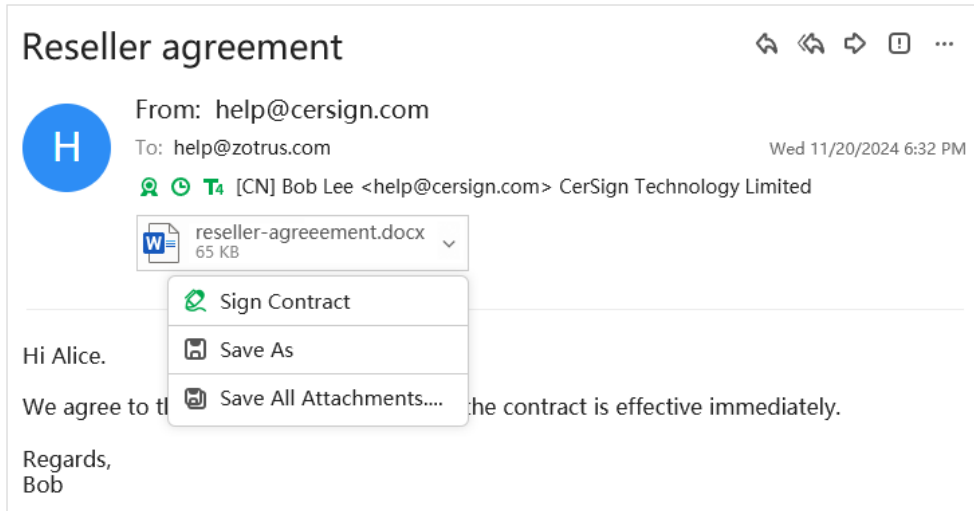 Reseller agreement
H
From: help@cersign.com
To: help@zotrus.com
Wed 11/20/2024 6:32 PM
T4 [CN] Bob Lee <help@cersign.com> CerSign Technology Limited
W
reseller-agreeement.docx
65 KB
Sign Contract
Save As
Save All Attachments....
Hi Alice.
We agree to the contract is effective immediately.
Regards,
Bob